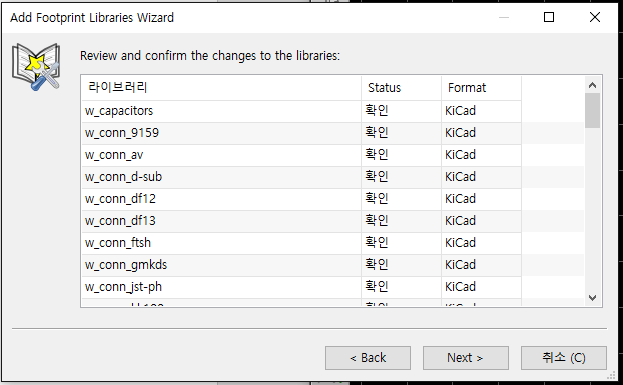 Add Footprint Libraries Wizard
Review and confirm the changes to the libraries:
라이브러리 Status Format
w_capacitors 확인 KiCad
w_conn_9159 확인 KiCad
w_conn_av 확인 KiCad
w_conn_d-sub 확인 KiCad
w_conn_df12 확인 KiCad
w_conn_df13 확인 KiCad
w_conn_ftsh 확인 KiCad
w_conn_gmkds 확인 KiCad
w_conn_jst-ph 확인 KiCad
< Back Next > 취소 (C)